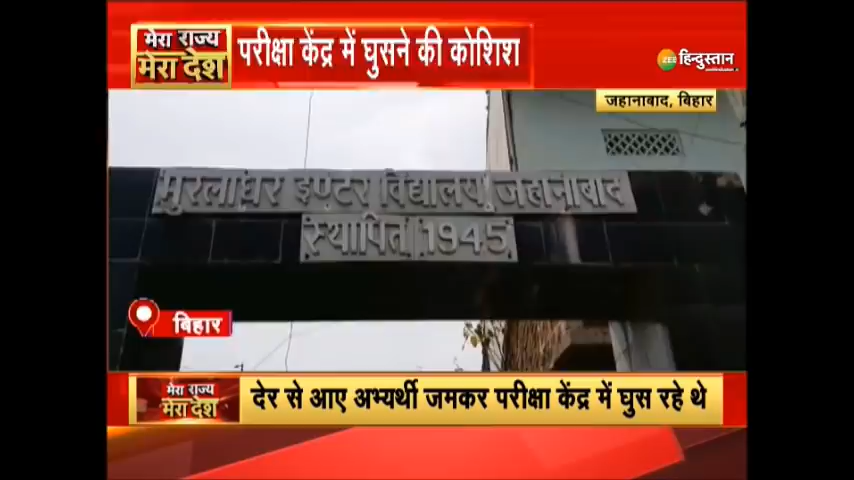 मेरा राज्य
मेरा देश
परीक्षा केंद्र में घुसने की कोशिश
ZEE हिन्दुस्तान
जहानाबाद, बिहार
मुरलीधर इण्टर विद्यालय, जहानाबाद
स्थापित 1945
बिहार
मेरा राज्य
मेरा देश
देर से आए अभ्यर्थी जमकर परीक्षा केंद्र में घुस रहे थे